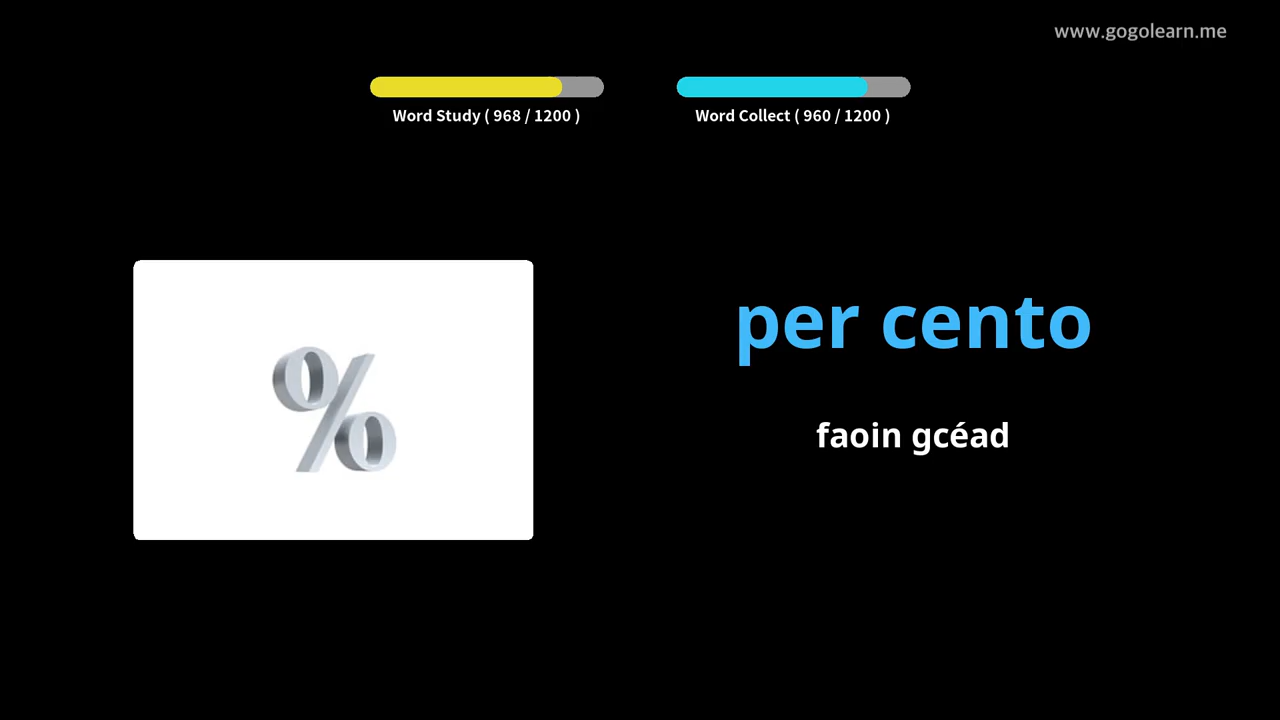 www.gogolearn.me
Word Study ( 968 / 1200 )
Word Collect ( 960 / 1200 )
%
per cento
faoin gcéad